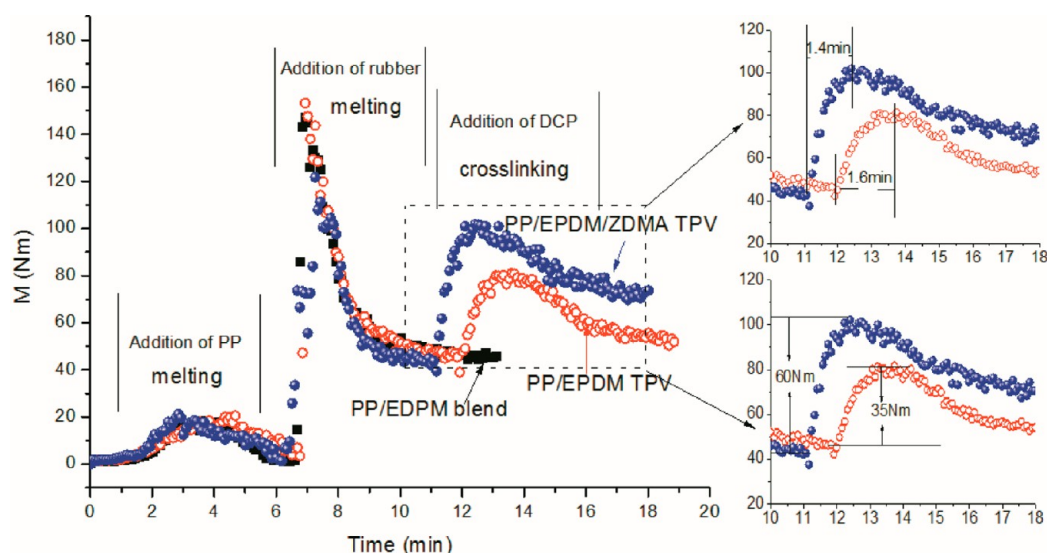 180
160
140
120
100
80
60
40
20
0
M (Nm)
0 2 4 6 8 10 12 14 16 18 20
Time (min)
Addition of PP
melting
Addition of rubber
melting
Addition of DCP
crosslinking
PP/EPDM/ZDMA TPV
PP/EPDM TPV
PP/EDPM blend
120
100
80
60
40
20
1.4min
1.6min
10 11 12 13 14 15 16 17 18
120
100
80
60
40
20
60Nm
35Nm
10 11 12 13 14 15 16 17 18